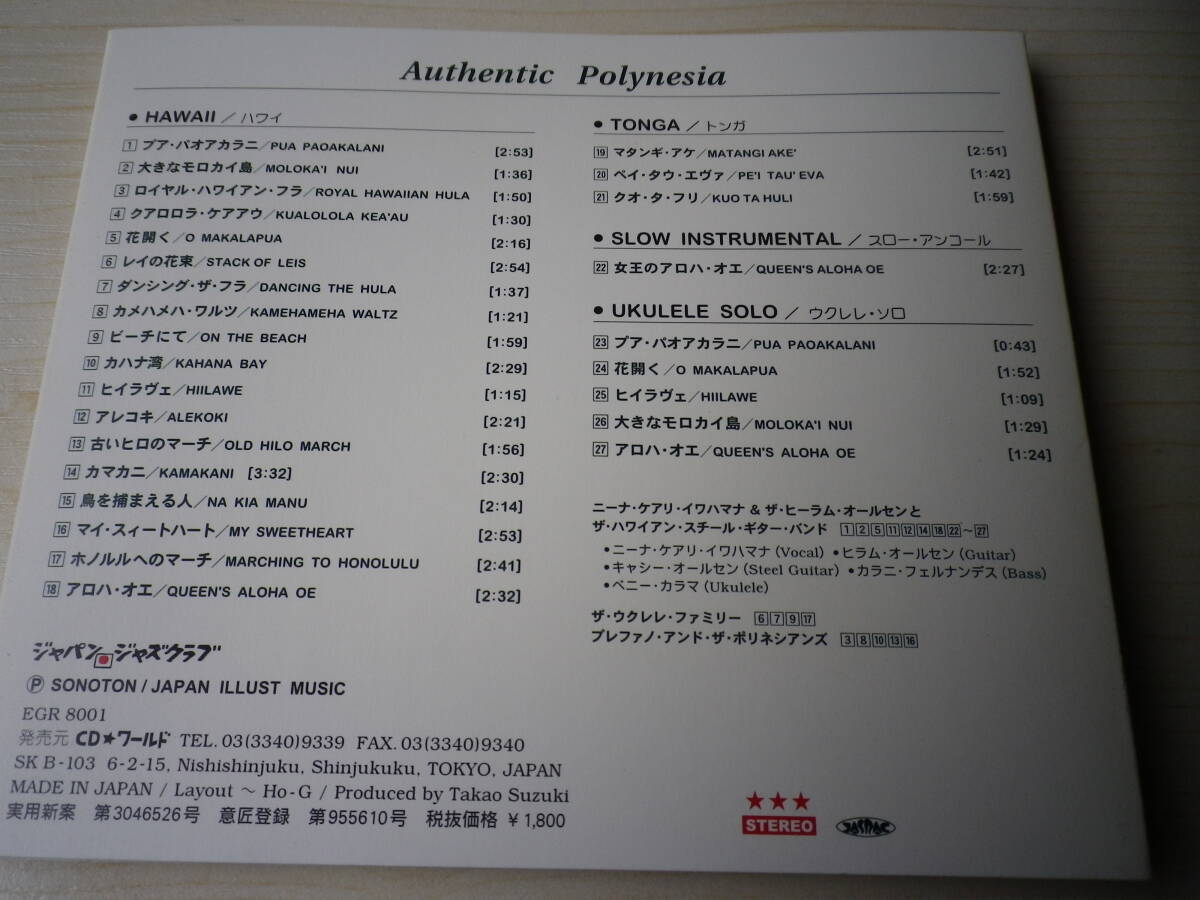 Authentic Polynesia
● HAWAII / ハワイ
1 プア・パオアカラニ/PUA PAOAKALANI [2:53]
2 大きなモロカイ島/MOLOKA'I NUI [1:36]
3 ロイヤル・ハワイアン・フラ/ROYAL HAWAIIAN HULA [1:50]
4 クアロロラ・ケアアウ/KUALOLOLA KEA'AU [1:30]
5 花開く/O MAKALAPUA [2:16]
6 レイの花束/STACK OF LEIS [2:54]
7 ダンシング・ザ・フラ/DANCING THE HULA [1:37]
8 カメハメハ・ワルツ/KAMEHAMEHA WALTZ [1:21]
9 ビーチにて/ON THE BEACH [1:59]
10 カハナ湾/KAHANA BAY [2:29]
11 ヒイラヴェ/HIILAWE [1:15]
12 アレコキ/ALEKOKI [2:21]
13 古いヒロのマーチ/OLD HILO MARCH [1:56]
14 カマカニ/KAMAKANI [3:32] [2:30]
15 鳥を捕まえる人/NA KIA MANU [2:14]
16 マイ・スィートハート/MY SWEETHEART [2:53]
17 ホノルルへのマーチ/MARCHING TO HONOLULU [2:41]
18 アロハ・オエ/QUEEN'S ALOHA OE [2:32]
● TONGA / トンガ
19 マタンギ・アケ/MATANGI AKE' [2:51]
20 ペイ・タウ・エヴァ/PE'I TAU' EVA [1:42]
21 クオ・タ・フリ/KUO TA HULI [1:59]
● SLOW INSTRUMENTAL / スロー・アンコール
22 女王のアロハ・オエ/QUEEN'S ALOHA OE [2:27]
● UKULELE SOLO / ウクレレ・ソロ
23 プア・パオアカラニ/PUA PAOAKALANI [0:43]
24 花開く/O MAKALAPUA [1:52]
25 ヒイラヴェ/HIILAWE [1:09]
26 大きなモロカイ島/MOLOKA'I NUI [1:29]
27 アロハ・オエ/QUEEN'S ALOHA OE [1:24]
ニーナ・ケアリ・イワハマナ & ザ・ヒーラム・オールセンと
ザ・ハワイアン・スチール・ギター・バンド 1 2 5 11 12 14 18 22～27
●ニーナ・ケアリ・イワハマナ (Vocal) ●ヒラム・オールセン (Guitar)
●キャシー・オールセン (Steel Guitar) ●カラニ・フェルナンデス (Bass)
●ベニー・カラマ (Ukulele)
ザ・ウクレレ・ファミリー 6 7 9 17
プレファノ・アンド・ザ・ポリネシアンズ 3 8 10 13 16
ジャパン ジャズクラブ
Ⓟ SONOTON / JAPAN ILLUST MUSIC
EGR 8001
発売元 CD★ワールド TEL. 03(3340)9339 FAX. 03(3340)9340
SK B-103 6-2-15, Nishishinjuku, Shinjukuku, TOKYO, JAPAN
MADE IN JAPAN / Layout ～ Ho-G / Produced by Takao Suzuki
実用新案 第3046526号 意匠登録 第955610号 税抜価格 ¥1,800
★★★
STEREO
JASRAC